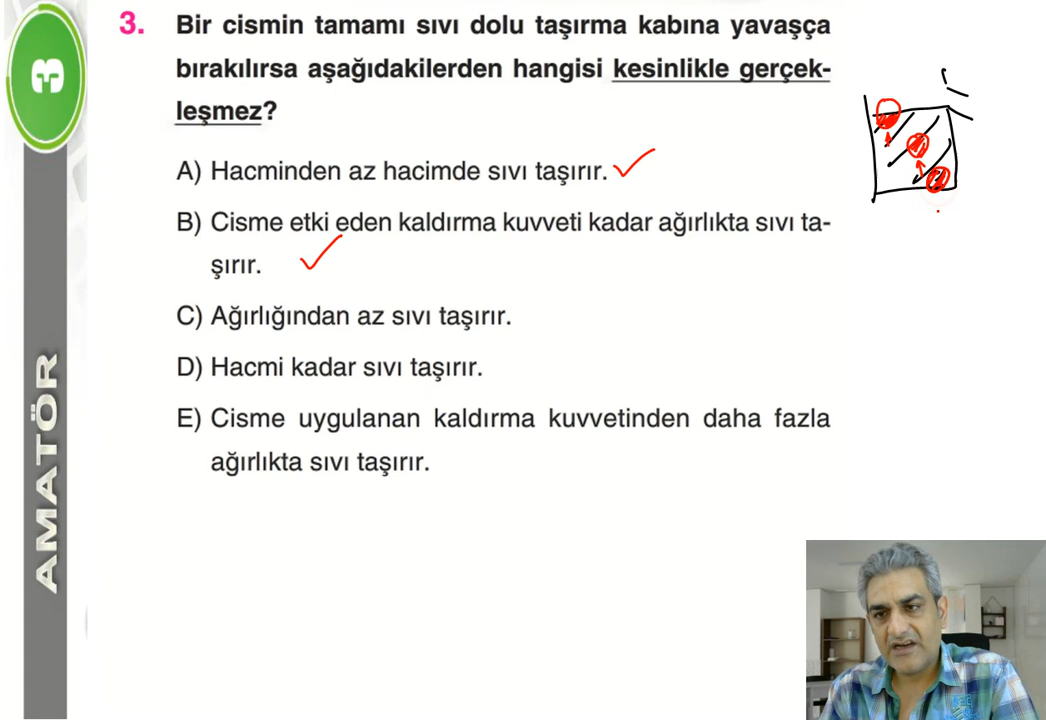 3
3. Bir cismin tamamı sıvı dolu taşırma kabına yavaşça
bırakılırsa aşağıdakilerden hangisi kesinlikle gerçek-
leşmez?
A) Hacminden az hacimde sıvı taşırır.
B) Cisme etki eden kaldırma kuvveti kadar ağırlıkta sıvı ta-
şırır.
C) Ağırlığından az sıvı taşırır.
D) Hacmi kadar sıvı taşırır.
E) Cisme uygulanan kaldırma kuvvetinden daha fazla
ağırlıkta sıvı taşırır.
AMATÖR